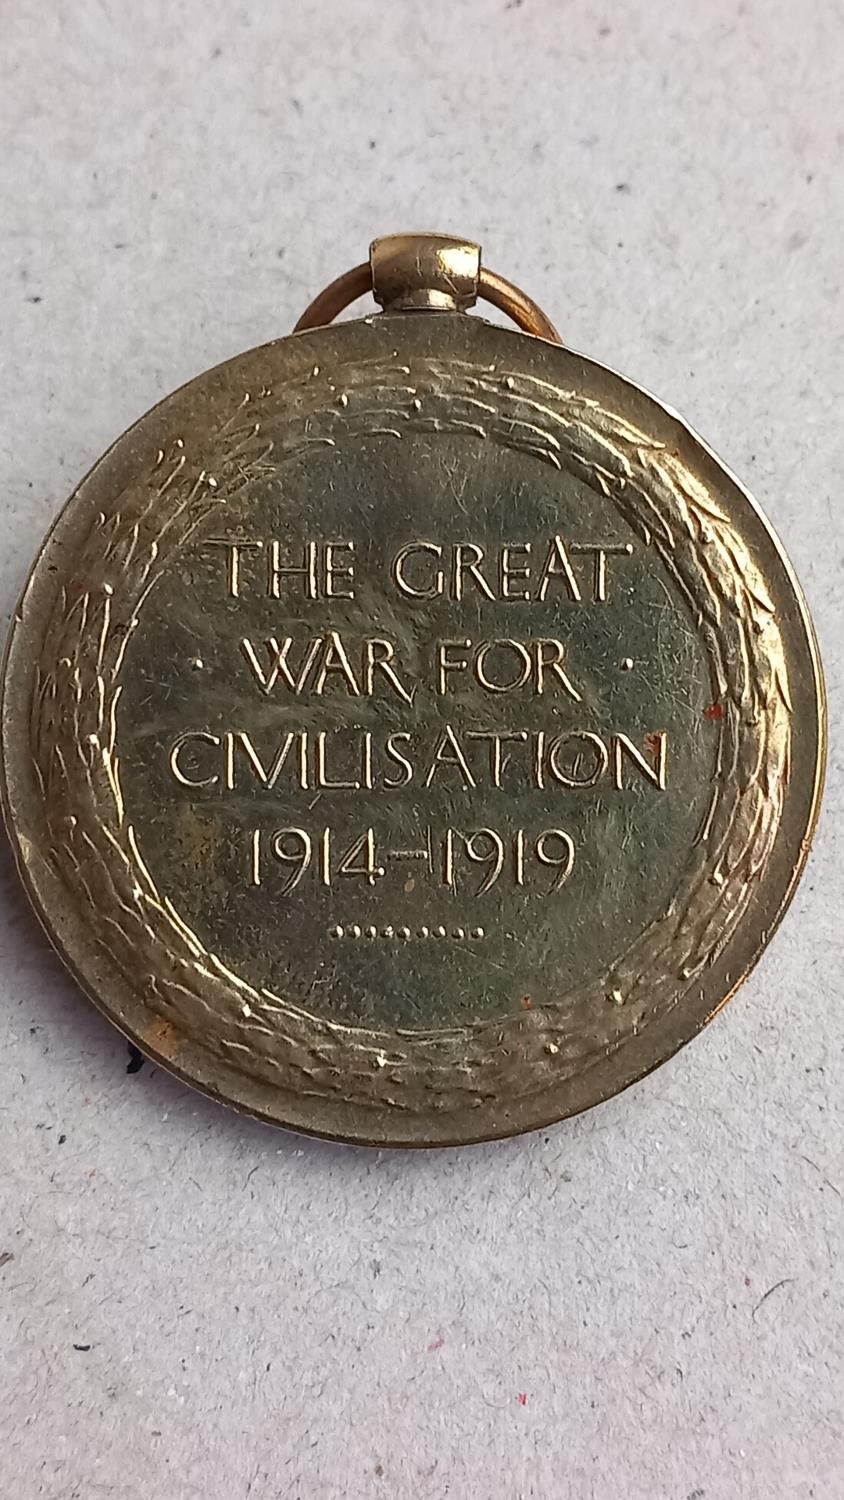 THE GREAT
· WAR FOR ·
CIVILISATION
1914–1919